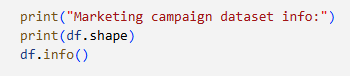 print("Marketing campaign dataset info:")
print(df.shape)
df.info()